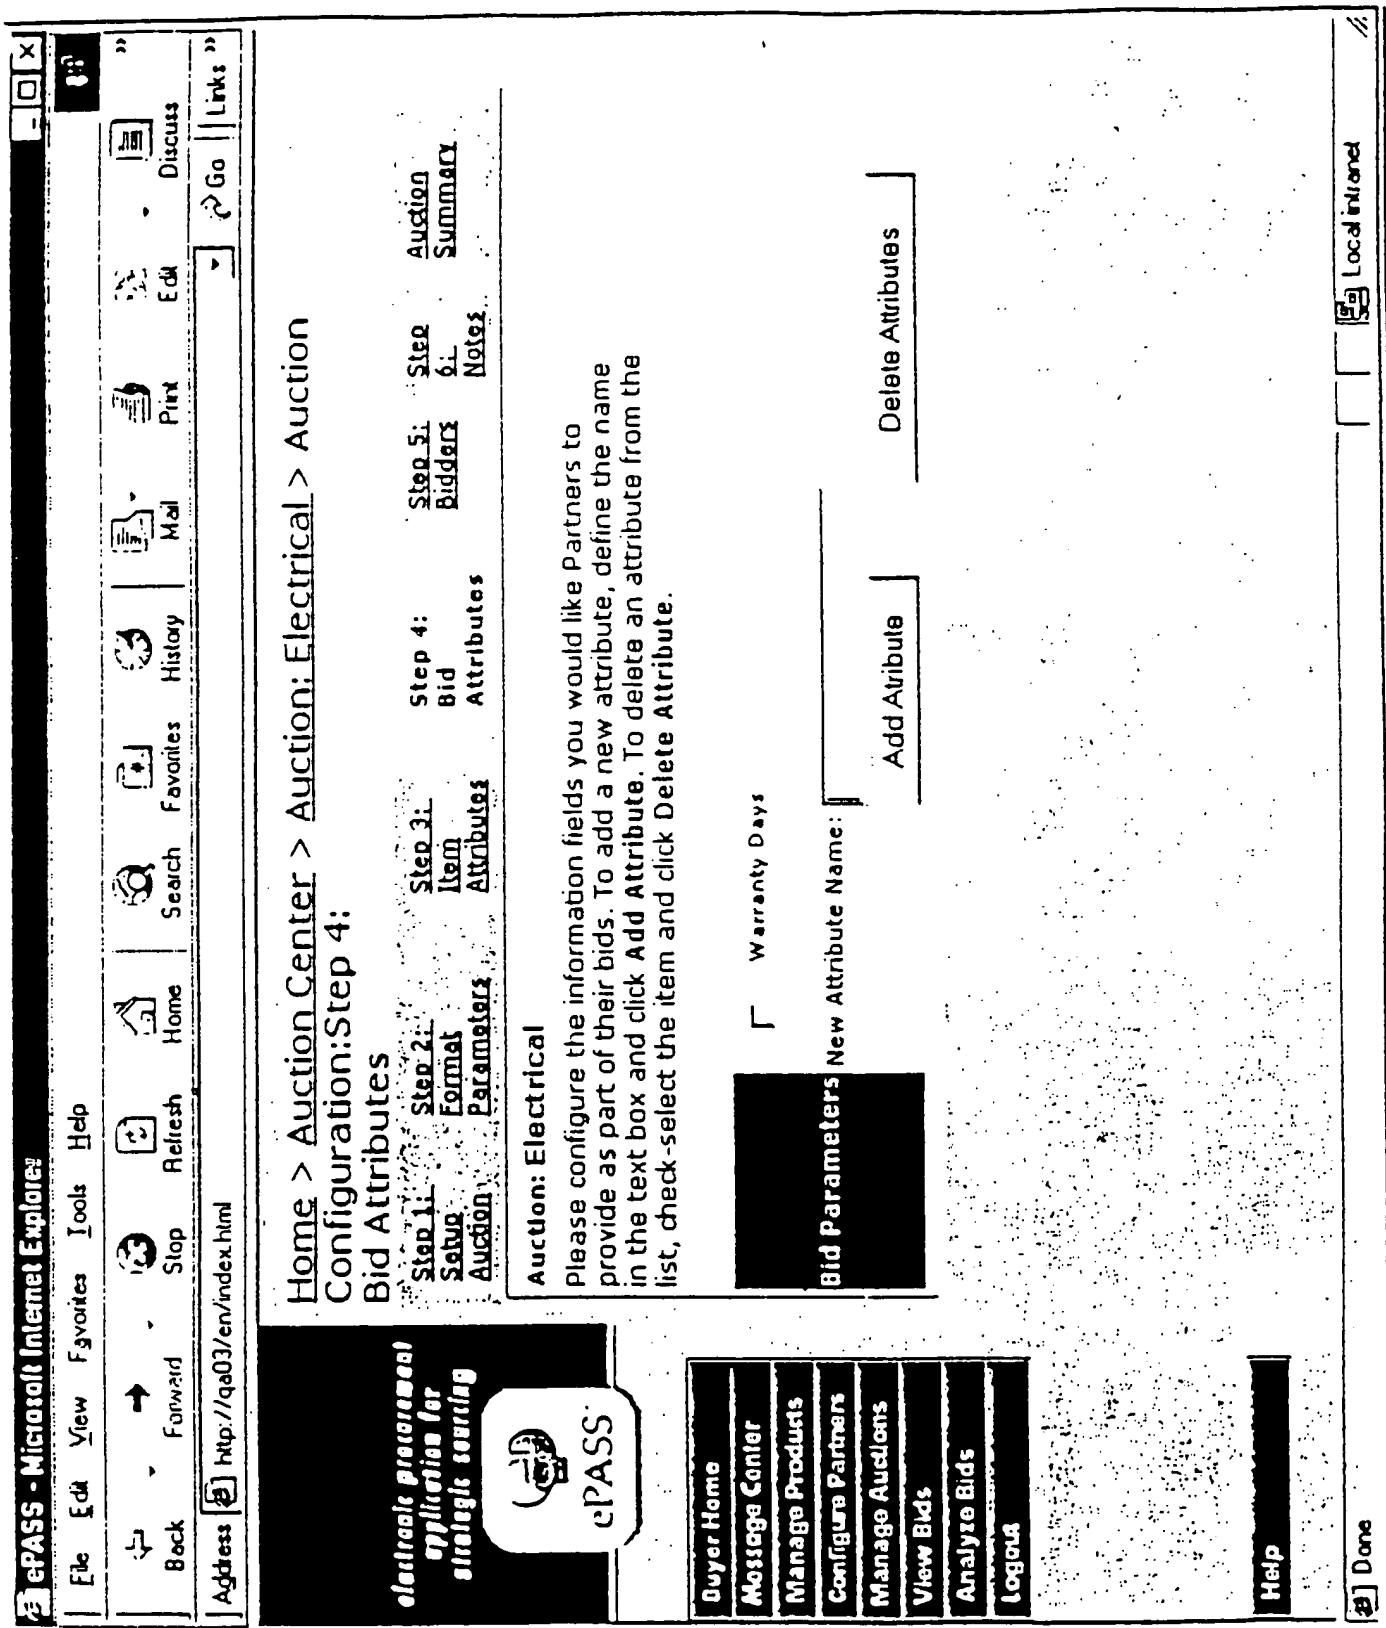 ePASS - Microsoft Internet Explorer
File Edit View Favorites Tools Help
Back Forward Stop Refresh Home Search Favorites History Mail Print Edit Discuss »
Address http://qa03/en/index.html Go Links »
electronic procurement
application for
strategic sourcing
ePASS
Buyer Home
Message Center
Manage Products
Configure Partners
Manage Auctions
View Bids
Analyze Bids
Logout
Help
Home > Auction Center > Auction: Electrical > Auction
Configuration:Step 4:
Bid Attributes
Step 1: Setup Auction
Step 2: Format Parameters
Step 3: Item Attributes
Step 4: Bid Attributes
Step 5: Bidders
Step 6: Notes
Auction Summary
Auction: Electrical
Please configure the information fields you would like Partners to
provide as part of their bids. To add a new attribute, define the name
in the text box and click Add Attribute. To delete an attribute from the
list, check-select the item and click Delete Attribute.
Warranty Days
Bid Parameters New Attribute Name:
Add Atribute Delete Attributes
Done Local intranet